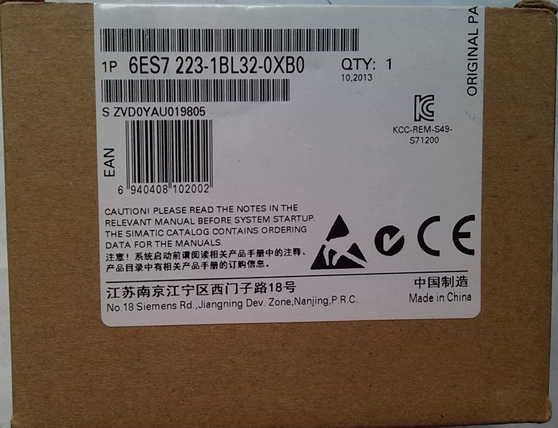 1P 6ES7 223-1BL32-0XB0 QTY: 1
10,2013
S ZVD0YAU019805
ORIGINAL PA
KCC-REM-S49-
S71200
EAN
6 940408 102002
CAUTION! PLEASE READ THE NOTES IN THE
RELEVANT MANUAL BEFORE SYSTEM STARTUP.
THE SIMATIC CATALOG CONTAINS ORDERING
DATA FOR THE MANUALS.
注意!系统启动前请阅读相关产品手册中的注释、
产品目录中有相关产品手册的订购信息。
CE
江苏南京江宁区西门子路18号
No.18 Siemens Rd.,Jiangning Dev. Zone,Nanjing,P.R.C.
中国制造
Made in China